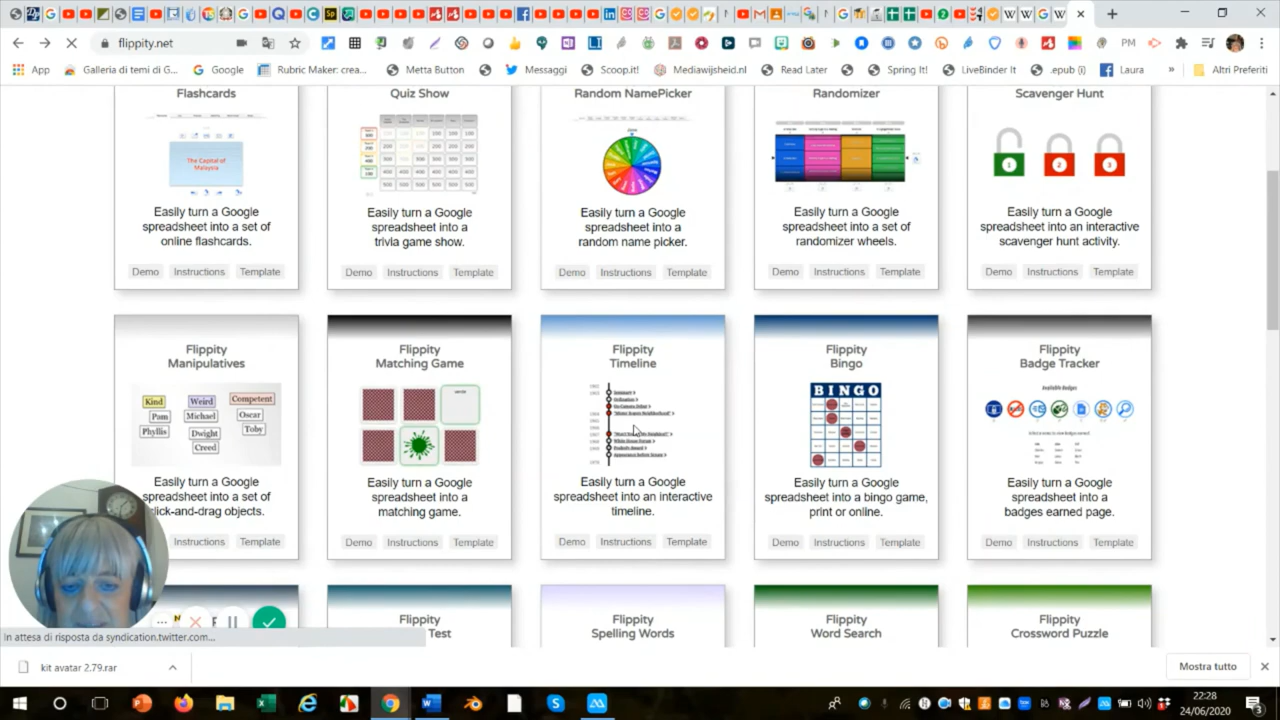 flippity.net
PM
App
Galleria di temi di G...
Google
Rubric Maker: crea...
Metta Button
Messaggi
Scoop.it!
Mediawijsheid.nl
Read Later
Spring It!
LiveBinder It
.epub (i)
Laura
»
Altri Preferiti
Flashcards
Quiz Show
Random NamePicker
Randomizer
Scavenger Hunt
The Capital of
Malaysia
1
2
3
Easily turn a Google
spreadsheet into a set of
online flashcards.
Easily turn a Google
spreadsheet into a
trivia game show.
Easily turn a Google
spreadsheet into a
random name picker.
Easily turn a Google
spreadsheet into a set of
randomizer wheels.
Easily turn a Google
spreadsheet into an interactive
scavenger hunt activity.
Demo Instructions Template
Demo Instructions Template
Demo Instructions Template
Demo Instructions Template
Demo Instructions Template
Flippity
Manipulatives
Flippity
Matching Game
Flippity
Timeline
Flippity
Bingo
Flippity
Badge Tracker
Kind Weird Competent
Pam Michael Oscar
Phyllis Dwight Toby
Creed
BINGO
Available Badges
Easily turn a Google
spreadsheet into a set of
click-and-drag objects.
Easily turn a Google
spreadsheet into a
matching game.
Easily turn a Google
spreadsheet into an interactive
timeline.
Easily turn a Google
spreadsheet into a bingo game,
print or online.
Easily turn a Google
spreadsheet into a
badges earned page.
Instructions Template
Demo Instructions Template
Demo Instructions Template
Demo Instructions Template
Demo Instructions Template
Test
Flippity
Spelling Words
Flippity
Word Search
Flippity
Crossword Puzzle
In attesa di risposta da syndication.twitter.com...
kit avatar 2.79.rar
Mostra tutto
22:28
24/06/2020